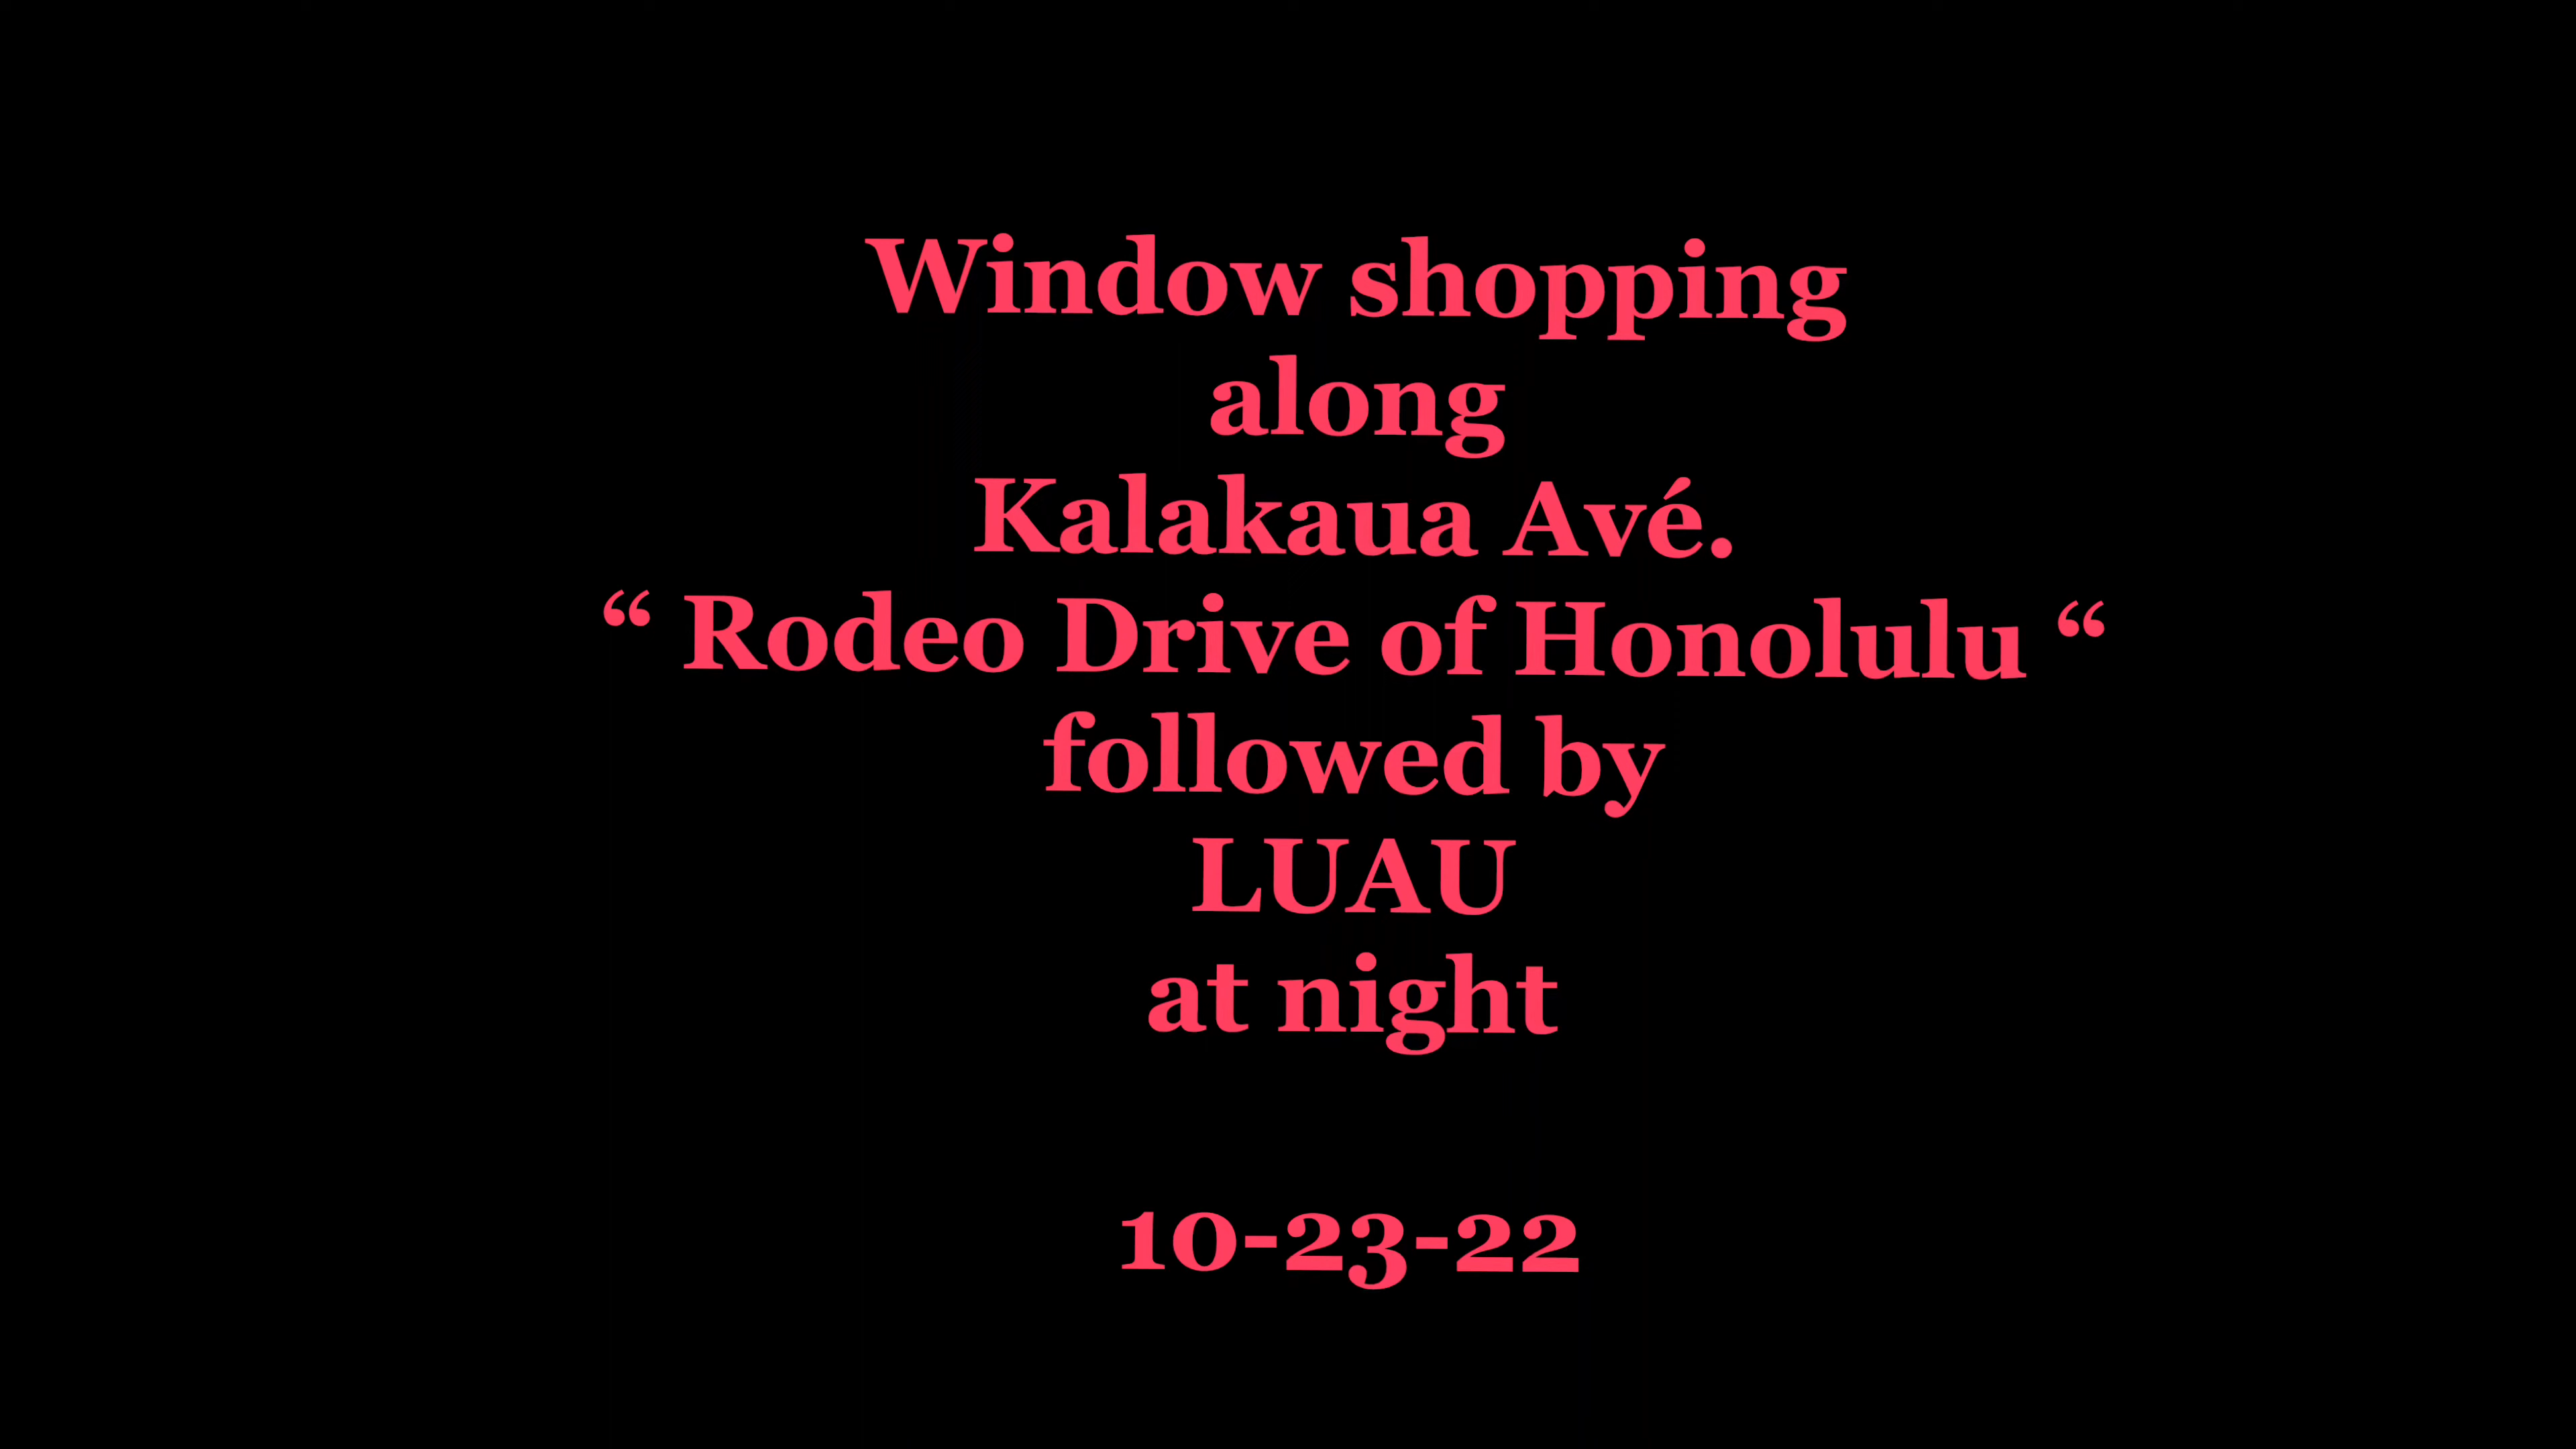 Window shopping
along
Kalakaua Avé.
“ Rodeo Drive of Honolulu “
followed by
LUAU
at night
10-23-22